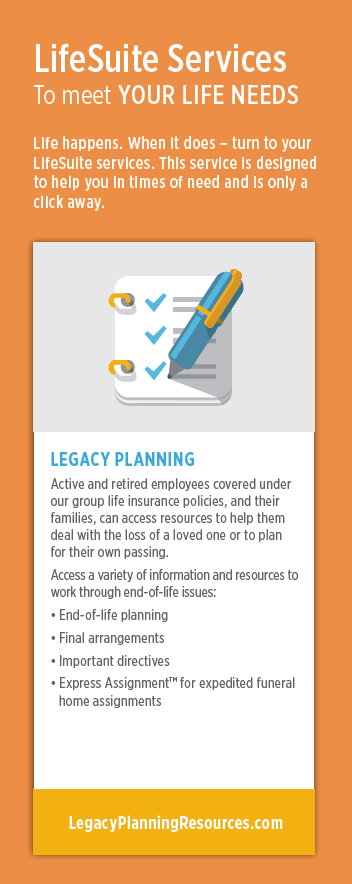 LifeSuite Services
To meet YOUR LIFE NEEDS
Life happens. When it does – turn to your
LifeSuite services. This service is designed
to help you in times of need and is only a
click away.
LEGACY PLANNING
Active and retired employees covered under
our group life insurance policies, and their
families, can access resources to help them
deal with the loss of a loved one or to plan
for their own passing.
Access a variety of information and resources to
work through end-of-life issues:
• End-of-life planning
• Final arrangements
• Important directives
• Express Assignment™ for expedited funeral
home assignments
LegacyPlanningResources.com